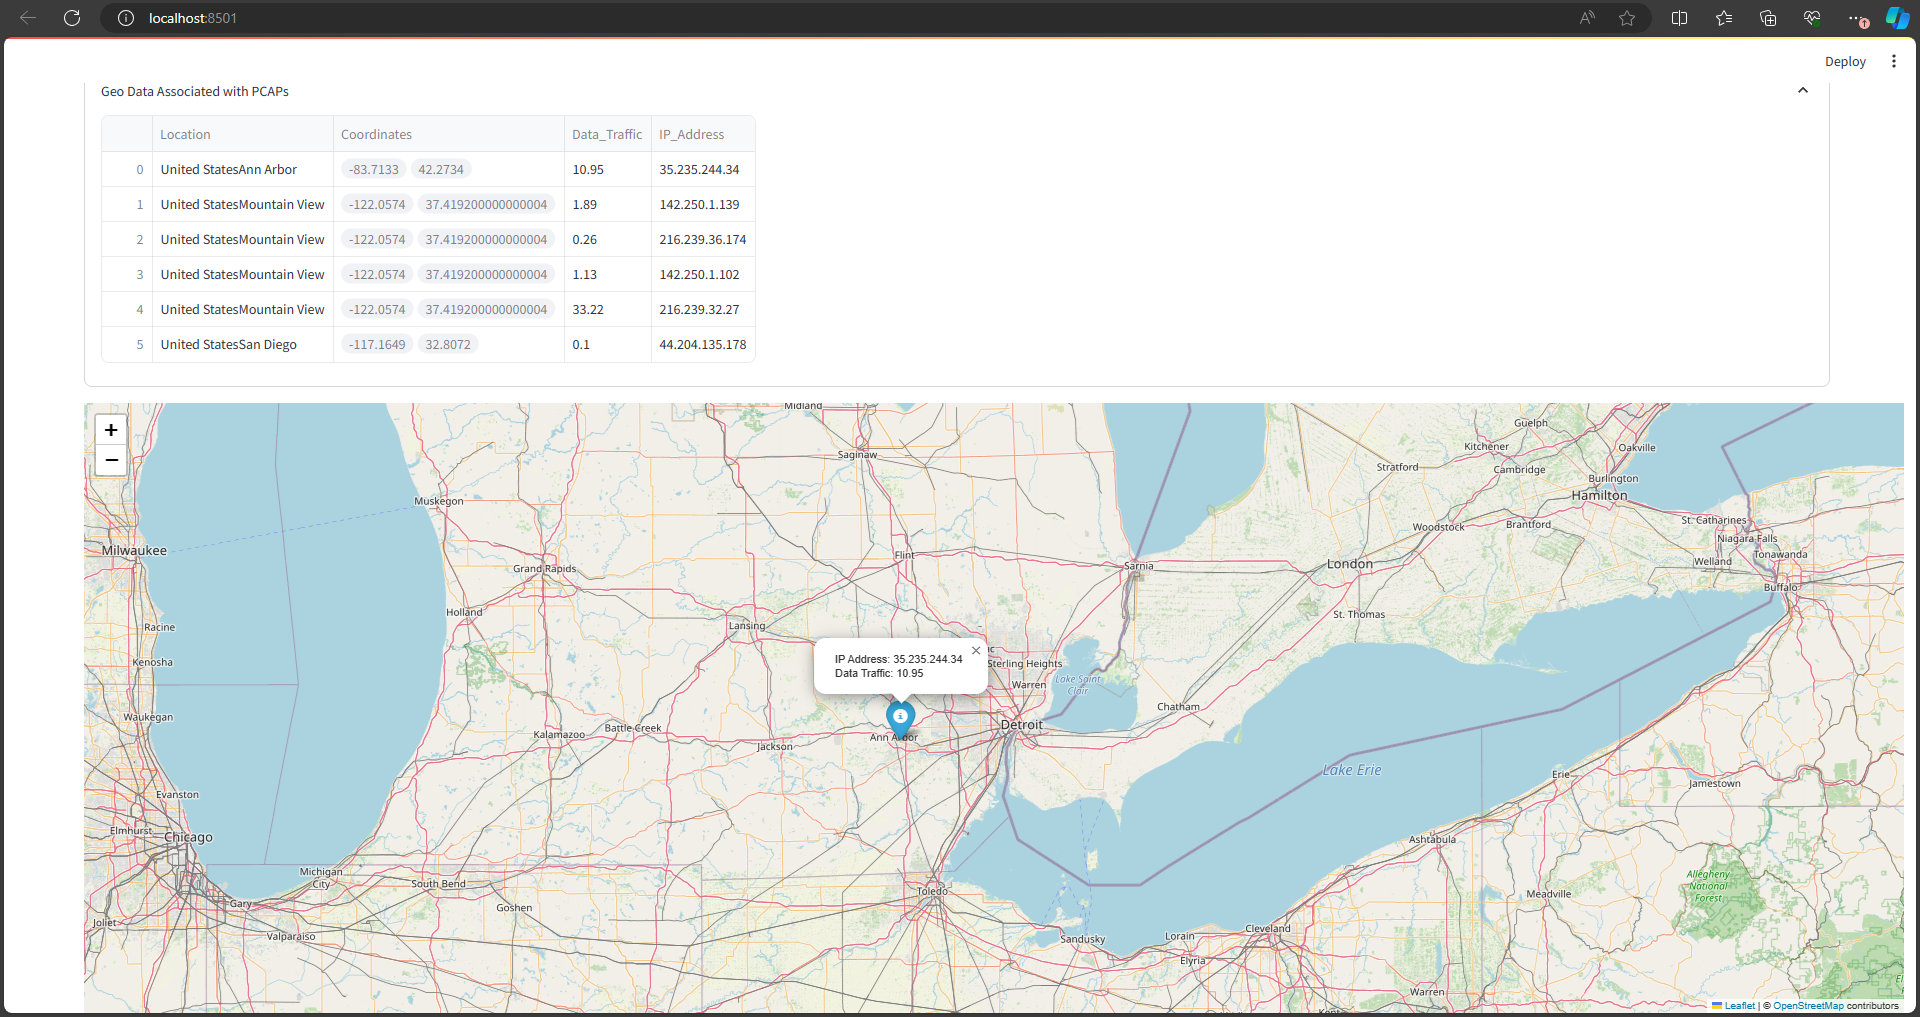 localhost:8501
Deploy
Geo Data Associated with PCAPs
Location Coordinates Data_Traffic IP_Address
0 United StatesAnn Arbor -83.7133 42.2734 10.95 35.235.244.34
1 United StatesMountain View -122.0574 37.419200000000004 1.89 142.250.1.139
2 United StatesMountain View -122.0574 37.419200000000004 0.26 216.239.36.174
3 United StatesMountain View -122.0574 37.419200000000004 1.13 142.250.1.102
4 United StatesMountain View -122.0574 37.419200000000004 33.22 216.239.32.27
5 United StatesSan Diego -117.1649 32.8072 0.1 44.204.135.178
+
−
Midland
Guelph
Kitchener
Oakville
Saginaw
Stratford
Cambridge
Burlington
Hamilton
Muskegon
St. Catharines
Woodstock
Brantford
Niagara Falls
Milwaukee
Flint
Tonawanda
Welland
Grand Rapids
Sarnia
London
Buffalo
Holland
St. Thomas
Racine
Lansing
IP Address: 35.235.244.34
Data Traffic: 10.95
×
Kenosha
Sterling Heights
Warren
Lake Saint
Clair
Chatham
Waukegan
Detroit
Battle Creek
Kalamazoo
Jackson
Ann Arbor
Lake Erie
Erie
Jamestown
Evanston
Elmhurst
Chicago
Ashtabula
Michigan
City
South Bend
Toledo
Allegheny
National
Forest
Meadville
Gary
Goshen
Joliet
Valparaiso
Sandusky
Lorain
Cleveland
Elyria
Warren
Leaflet | © OpenStreetMap contributors